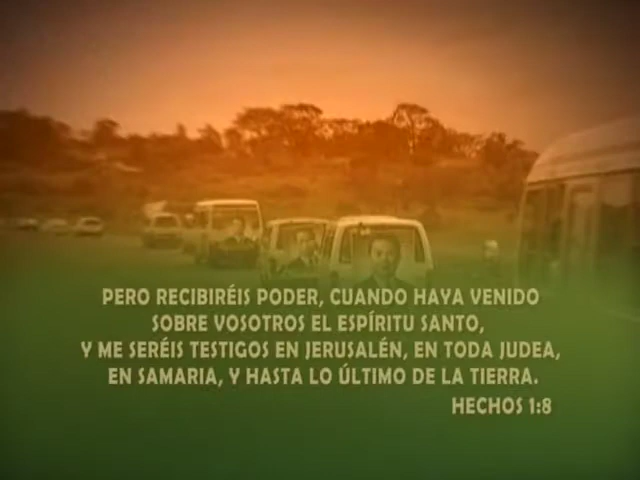 PERO RECIBIRÉIS PODER, CUANDO HAYA VENIDO
SOBRE VOSOTROS EL ESPÍRITU SANTO,
Y ME SERÉIS TESTIGOS EN JERUSALÉN, EN TODA JUDEA,
EN SAMARIA, Y HASTA LO ÚLTIMO DE LA TIERRA.
HECHOS 1:8